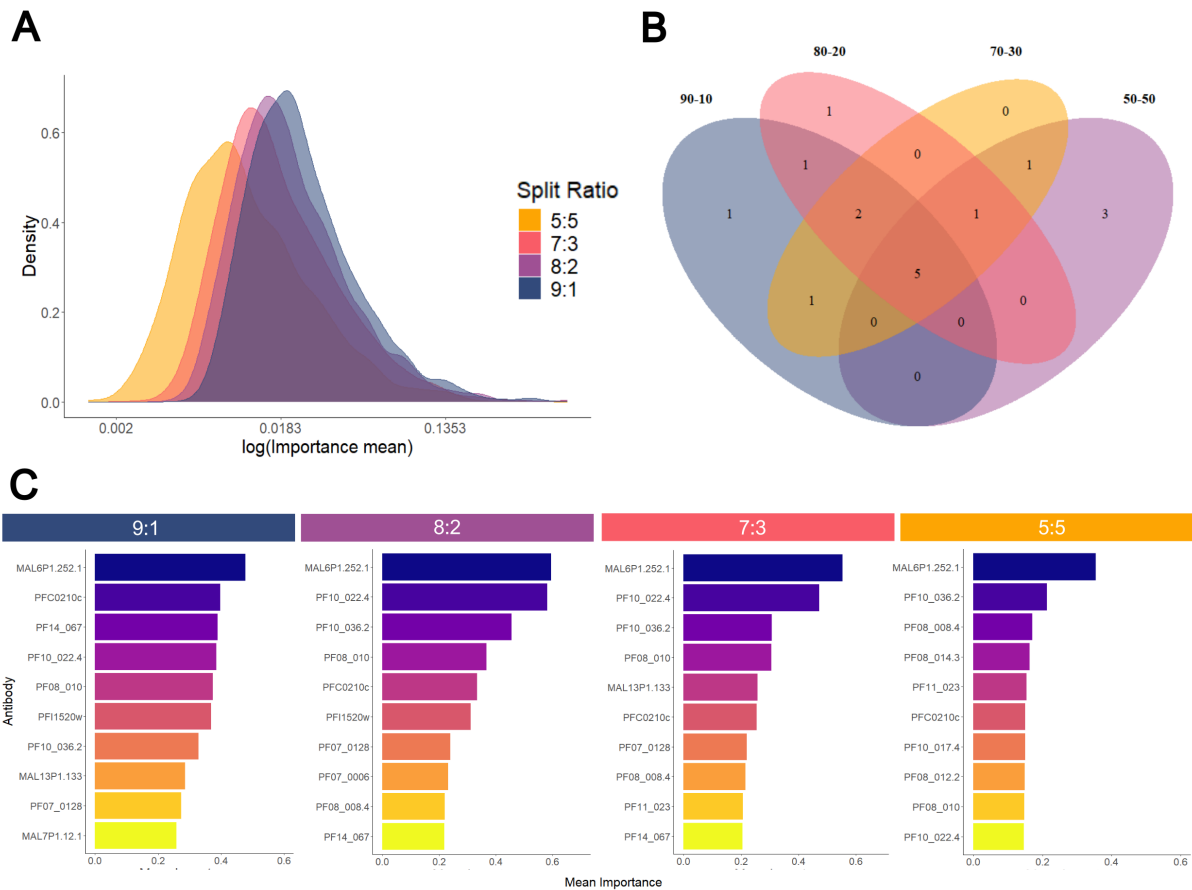 A
Density
0.6
0.4
0.2
0.0
0.002
0.0183
0.1353
log(Importance mean)
Split Ratio
5:5
7:3
8:2
9:1
B
90-10
80-20
70-30
50-50
1
0
1
0
1
1
2
1
3
5
1
0
0
0
0
C
9:1
8:2
7:3
5:5
Antibody
MAL6P1.252.1
PFC0210c
PF14_067
PF10_022.4
PF08_010
PFI1520w
PF10_036.2
MAL13P1.133
PF07_0128
MAL7P1.12.1
0.0
0.2
0.4
0.6
MAL6P1.252.1
PF10_022.4
PF10_036.2
PF08_010
PFC0210c
PFI1520w
PF07_0128
PF07_0006
PF08_008.4
PF14_067
0.0
0.2
0.4
0.6
MAL6P1.252.1
PF10_022.4
PF10_036.2
PF08_010
MAL13P1.133
PFC0210c
PF07_0128
PF08_008.4
PF11_023
PF14_067
0.0
0.2
0.4
0.6
MAL6P1.252.1
PF10_036.2
PF08_008.4
PF08_014.3
PF11_023
PFC0210c
PF10_017.4
PF08_012.2
PF08_010
PF10_022.4
0.0
0.2
0.4
0.6
Mean Importance